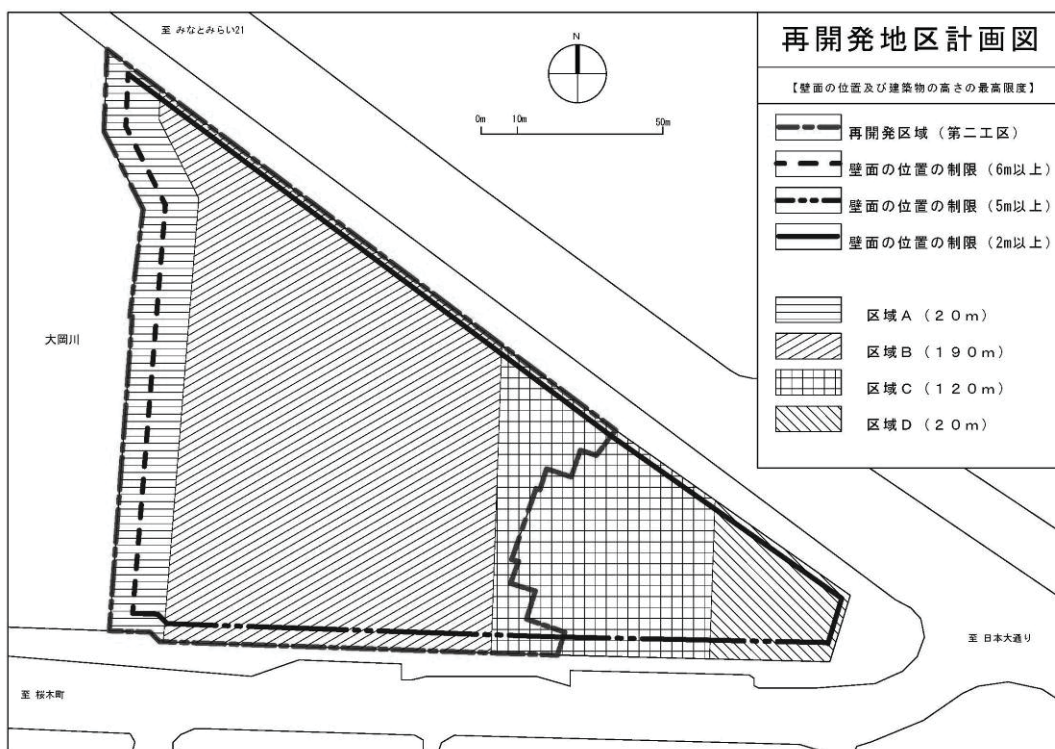 再開発地区計画図
【壁面の位置及び建築物の高さの最高限度】
再開発区域（第二工区）
壁面の位置の制限（6m以上）
壁面の位置の制限（5m以上）
壁面の位置の制限（2m以上）
区域A（20m）
区域B（190m）
区域C（120m）
区域D（20m）
至 みなとみらい21
N
0m 10m 50m
大岡川
至 日本大通り
至 桜木町